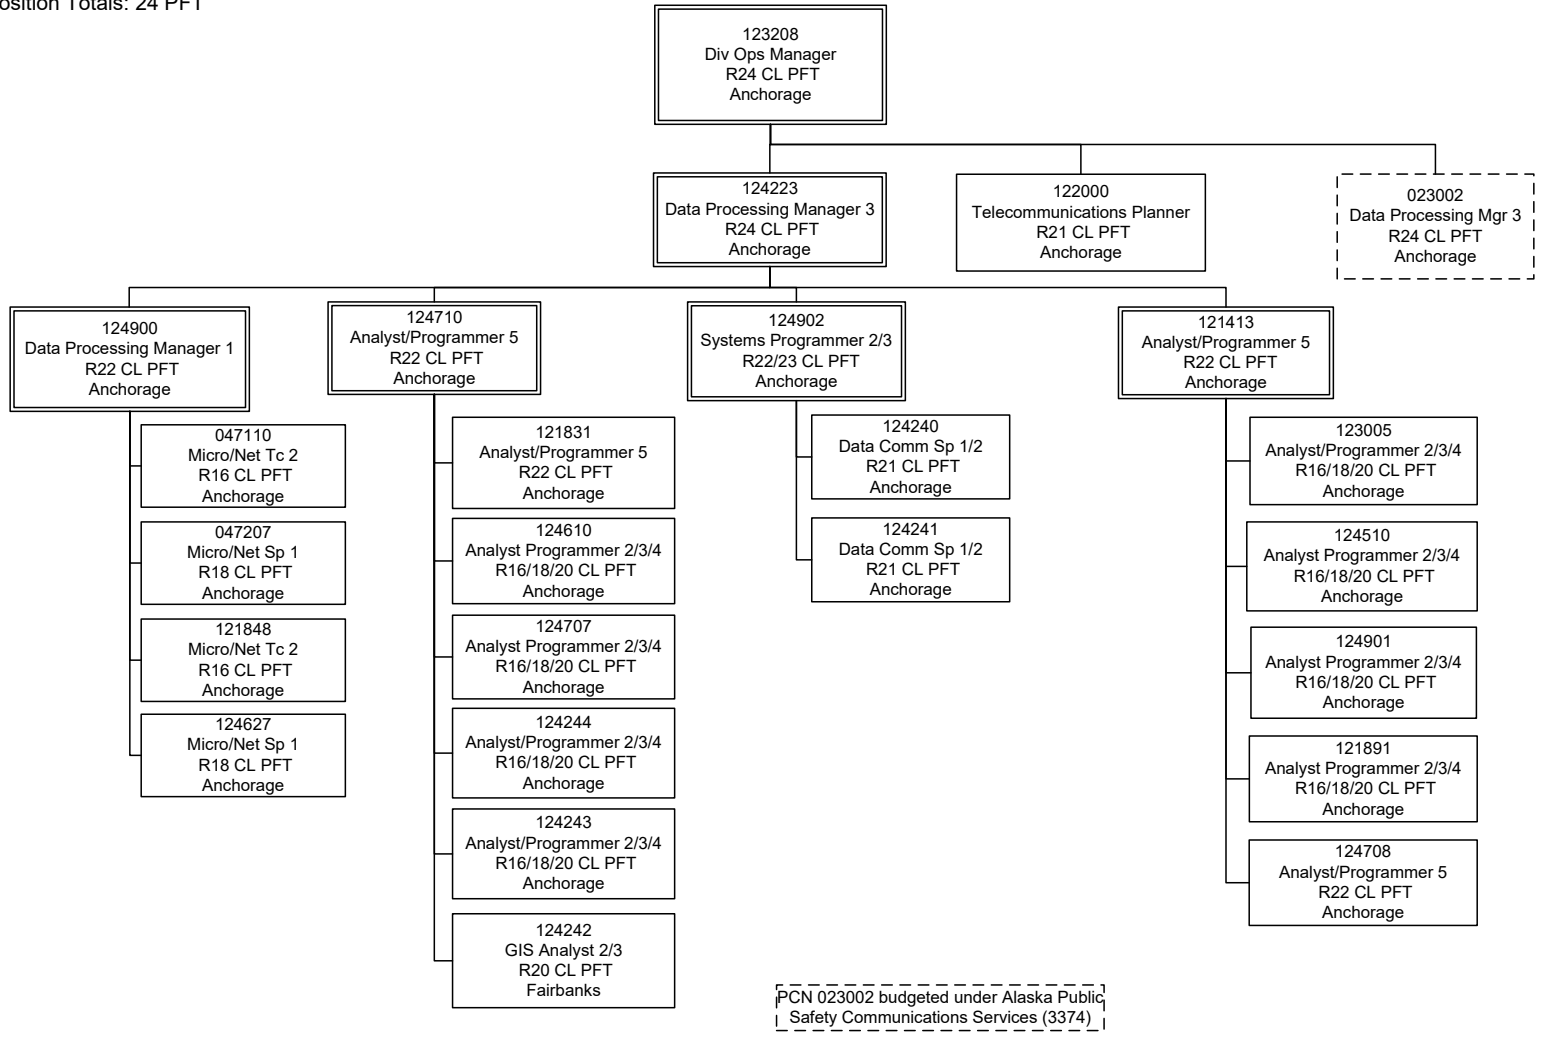 osition Totals: 24 PFT
123208
Div Ops Manager
R24 CL PFT
Anchorage
124223
Data Processing Manager 3
R24 CL PFT
Anchorage
122000
Telecommunications Planner
R21 CL PFT
Anchorage
023002
Data Processing Mgr 3
R24 CL PFT
Anchorage
124900
Data Processing Manager 1
R22 CL PFT
Anchorage
047110
Micro/Net Tc 2
R16 CL PFT
Anchorage
047207
Micro/Net Sp 1
R18 CL PFT
Anchorage
121848
Micro/Net Tc 2
R16 CL PFT
Anchorage
124627
Micro/Net Sp 1
R18 CL PFT
Anchorage
124710
Analyst/Programmer 5
R22 CL PFT
Anchorage
121831
Analyst/Programmer 5
R22 CL PFT
Anchorage
124610
Analyst Programmer 2/3/4
R16/18/20 CL PFT
Anchorage
124707
Analyst Programmer 2/3/4
R16/18/20 CL PFT
Anchorage
124244
Analyst/Programmer 2/3/4
R16/18/20 CL PFT
Anchorage
124243
Analyst/Programmer 2/3/4
R16/18/20 CL PFT
Anchorage
124242
GIS Analyst 2/3
R20 CL PFT
Fairbanks
124902
Systems Programmer 2/3
R22/23 CL PFT
Anchorage
124240
Data Comm Sp 1/2
R21 CL PFT
Anchorage
124241
Data Comm Sp 1/2
R21 CL PFT
Anchorage
121413
Analyst/Programmer 5
R22 CL PFT
Anchorage
123005
Analyst/Programmer 2/3/4
R16/18/20 CL PFT
Anchorage
124510
Analyst Programmer 2/3/4
R16/18/20 CL PFT
Anchorage
124901
Analyst Programmer 2/3/4
R16/18/20 CL PFT
Anchorage
121891
Analyst Programmer 2/3/4
R16/18/20 CL PFT
Anchorage
124708
Analyst/Programmer 5
R22 CL PFT
Anchorage
PCN 023002 budgeted under Alaska Public
Safety Communications Services (3374)